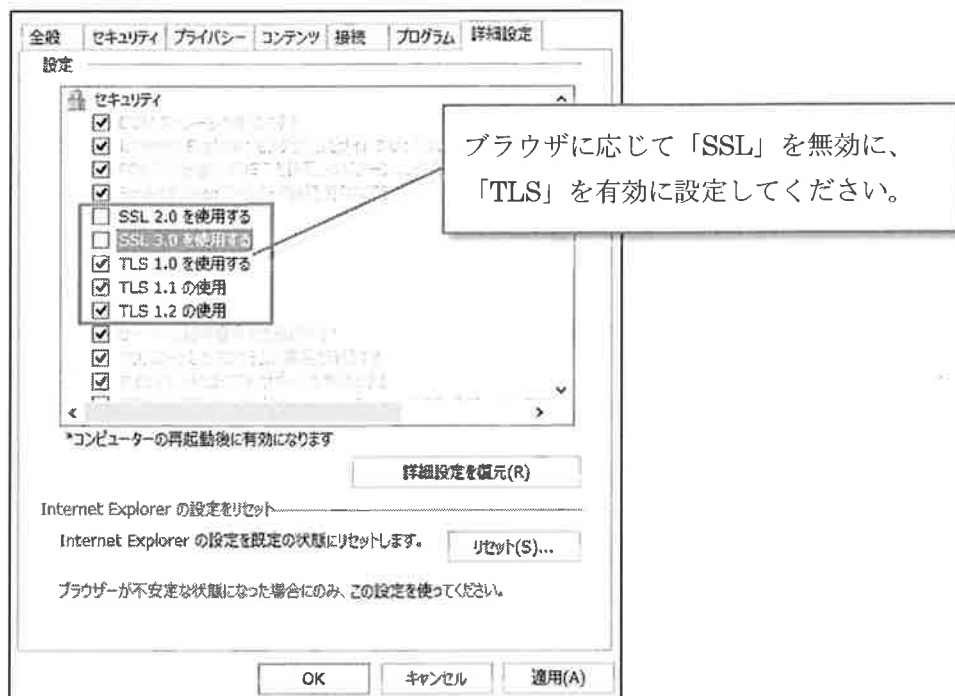 全般 セキュリティ プライバシー コンテンツ 接続 プログラム 詳細設定
設定
セキュリティ
SSL 2.0 を使用する
SSL 3.0 を使用する
TLS 1.0 を使用する
TLS 1.1 の使用
TLS 1.2 の使用
ブラウザに応じて「SSL」を無効に、
「TLS」を有効に設定してください。
*コンピューターの再起動後に有効になります
詳細設定を復元(R)
Internet Explorer の設定をリセット
Internet Explorer の設定を既定の状態にリセットします。
リセット(S)...
ブラウザーが不安定な状態になった場合にのみ、この設定を使ってください。
OK キャンセル 適用(A)